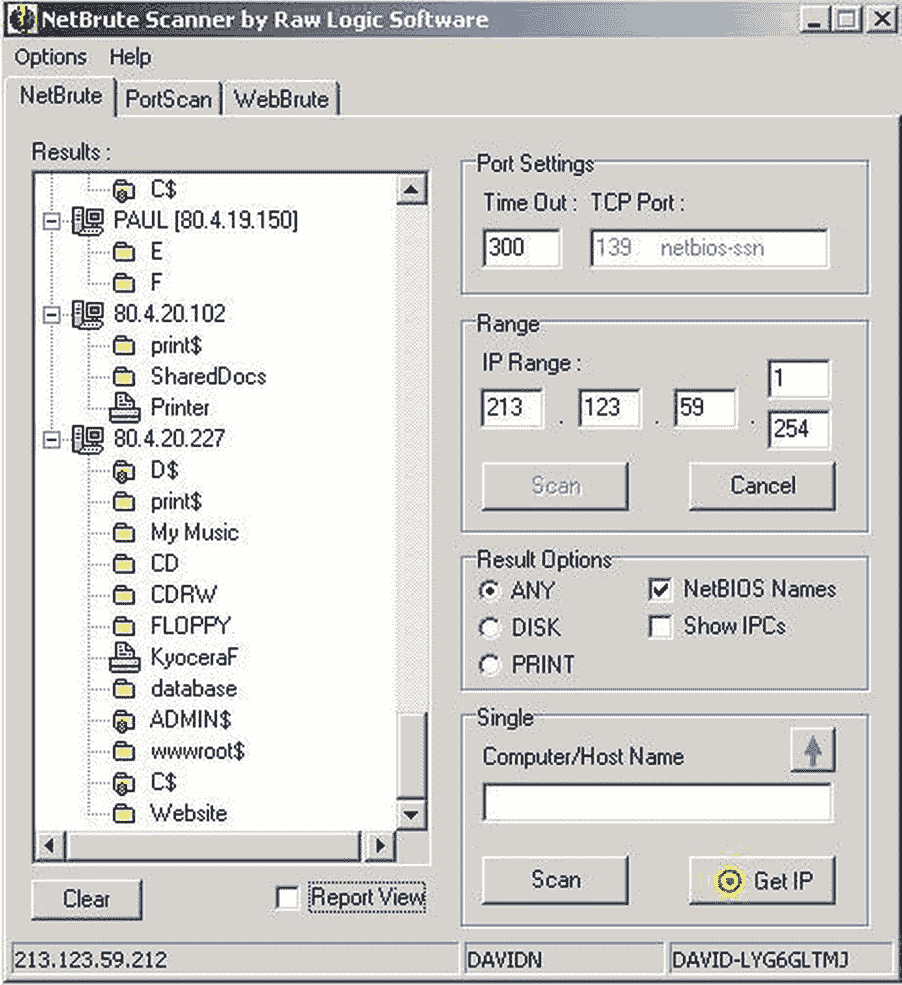 NetBrute Scanner by Raw Logic Software
Options Help
NetBrute PortScan WebBrute
Results :
C$
PAUL [80.4.19.150]
E
F
80.4.20.102
print$
SharedDocs
Printer
80.4.20.227
D$
print$
My Music
CD
CDRW
FLOPPY
KyoceraF
database
ADMIN$
wwwroot$
C$
Website
Clear
Report View
Port Settings
Time Out : TCP Port :
300 139 netbios-ssn
Range
IP Range :
1
213 . 123 . 59 .
254
Scan Cancel
Result Options
ANY NetBIOS Names
DISK Show IPCs
PRINT
Single
Computer/Host Name
Scan Get IP
213.123.59.212 DAVIDN DAVID-LYG6GLTMJ